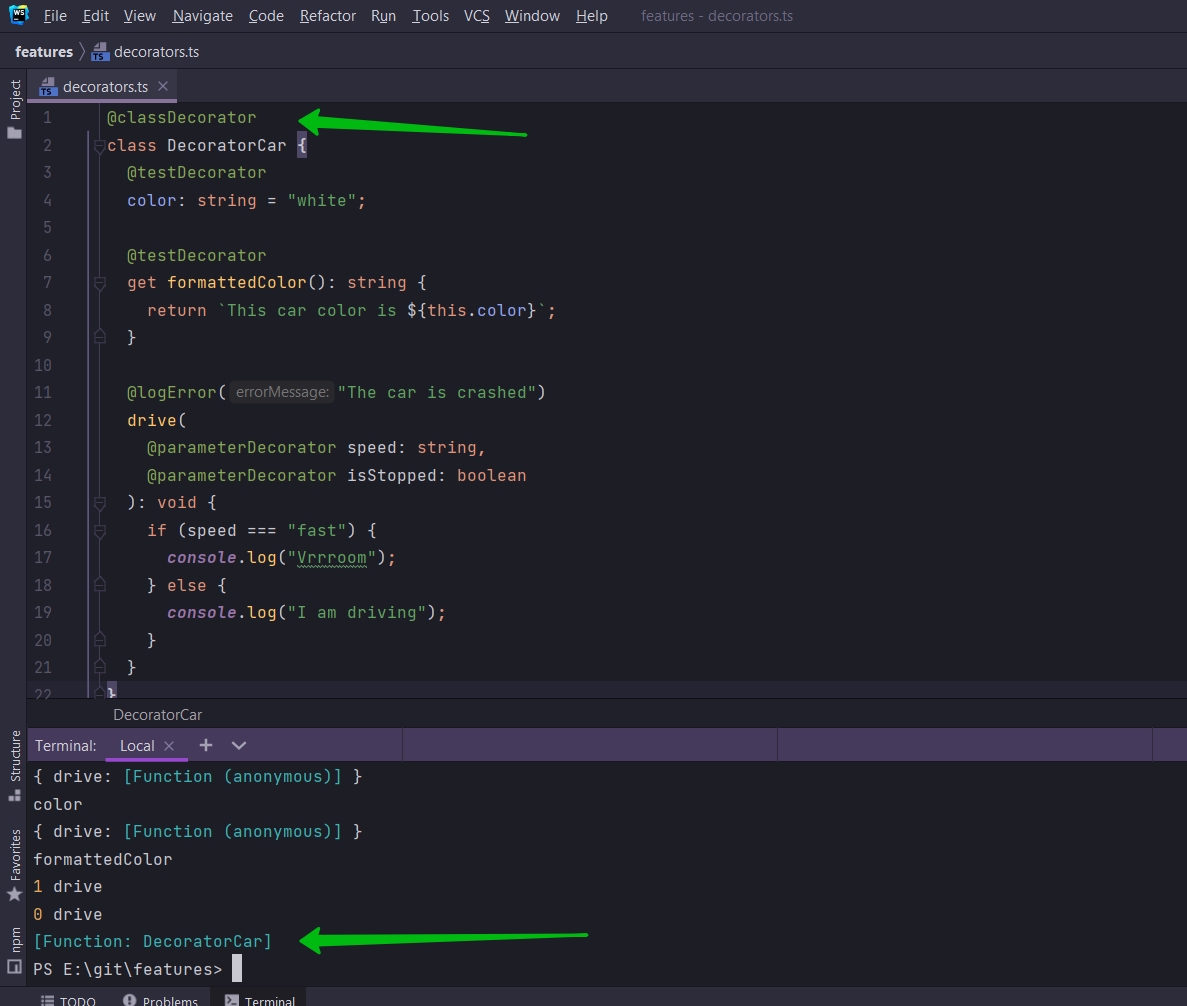 WS
File Edit View Navigate Code Refactor Run Tools VCS Window Help features - decorators.ts
features decorators.ts
TS
Project
decorators.ts
TS
1 @classDecorator
2 class DecoratorCar {
3 @testDecorator
4 color: string = "white";
5
6 @testDecorator
7 get formattedColor(): string {
8 return `This car color is ${this.color}`;
9 }
10
11 @logError( errorMessage: "The car is crashed")
12 drive(
13 @parameterDecorator speed: string,
14 @parameterDecorator isStopped: boolean
15 ): void {
16 if (speed === "fast") {
17 console.log("Vrrroom");
18 } else {
19 console.log("I am driving");
20 }
21 }
22 }
DecoratorCar
Structure
Terminal: Local
{ drive: [Function (anonymous)] }
color
{ drive: [Function (anonymous)] }
Favorites
formattedColor
1 drive
0 drive
npm
[Function: DecoratorCar]
PS E:\git\features>
TODO Problems Terminal